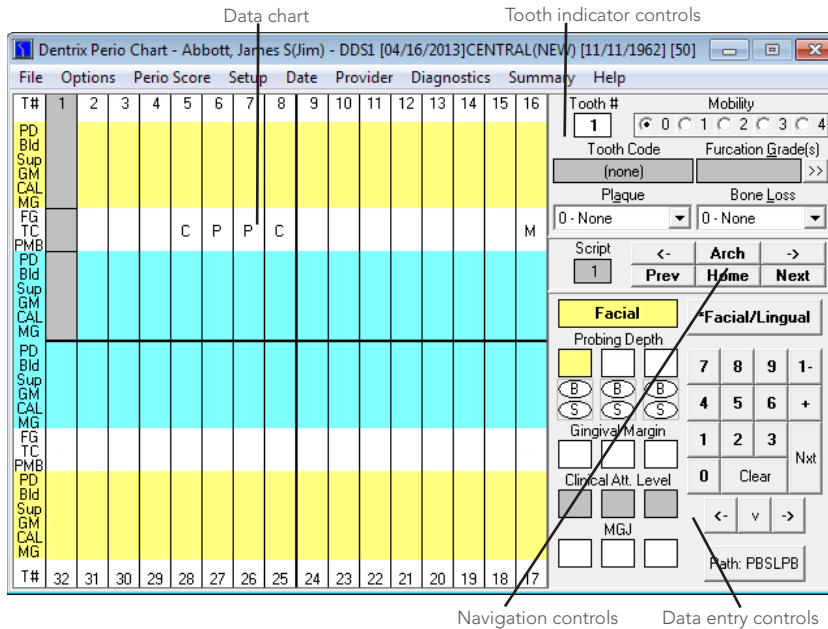 Data chart
Tooth indicator controls
Dentrix Perio Chart - Abbott, James S(Jim) - DDS1 [04/16/2013]CENTRAL(NEW) [11/11/1962] [50]
File Options Perio Score Setup Date Provider Diagnostics Summary Help
T# 1 2 3 4 5 6 7 8 9 10 11 12 13 14 15 16
PD
Bld
Sup
GM
CAL
MG
FG
TC C P P C M
PMB
PD
Bld
Sup
GM
CAL
MG
PD
Bld
Sup
GM
CAL
MG
FG
TC
PMB
PD
Bld
Sup
GM
CAL
MG
T# 32 31 30 29 28 27 26 25 24 23 22 21 20 19 18 17
Tooth # Mobility
1 0 1 2 3 4
Tooth Code Furcation Grade(s)
(none) >>
Plaque Bone Loss
0 - None 0 - None
Script <- Arch ->
1 Prev Home Next
Facial *Facial/Lingual
Probing Depth
7 8 9 1-
B B B
S S S
4 5 6 +
Gingival Margin
1 2 3 Nxt
0 Clear
Clinical Att. Level
<- v ->
MGJ
Path: PBSLPB
Navigation controls
Data entry controls